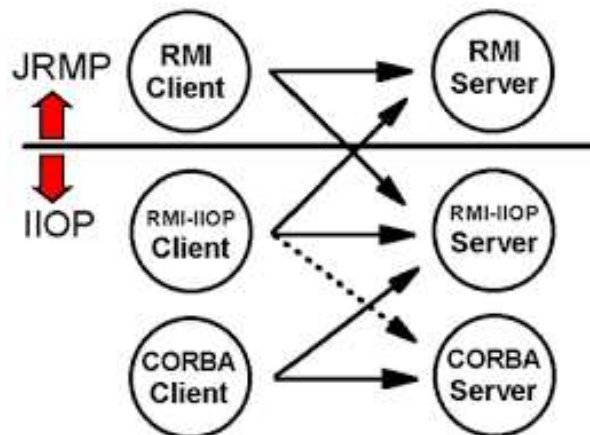 JRMP
RMI
Client
RMI
Server
IIOP
RMI-IIOP
Client
RMI-IIOP
Server
CORBA
Client
CORBA
Server